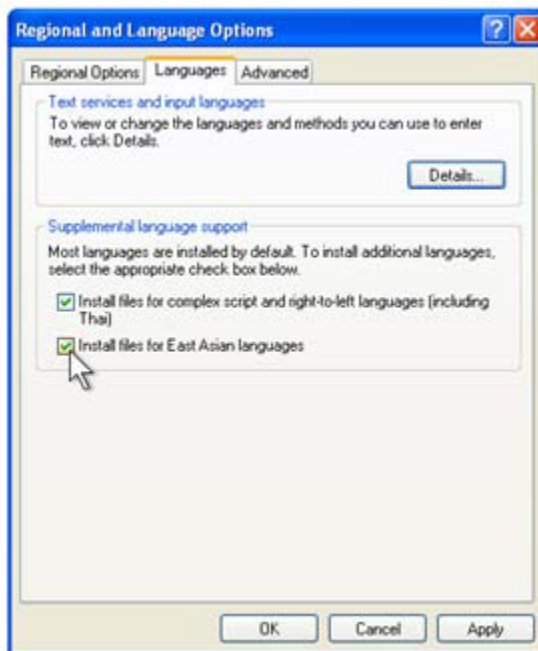 Regional and Language Options
Regional Options Languages Advanced
Text services and input languages
To view or change the languages and methods you can use to enter
text, click Details.
Details...
Supplemental language support
Most languages are installed by default. To install additional languages,
select the appropriate check box below.
Install files for complex script and right-to-left languages (including
Thai)
Install files for East Asian languages
OK Cancel Apply